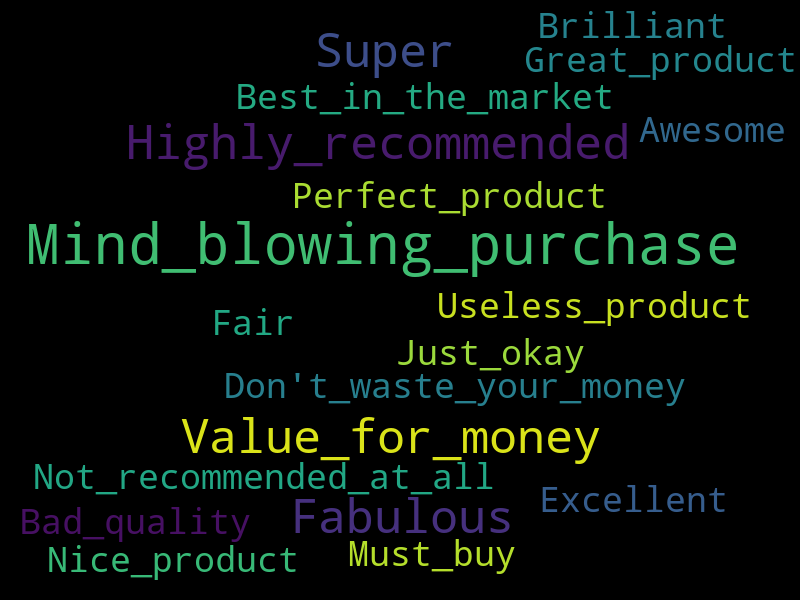 Brilliant
Super
Great_product
Best_in_the_market
Awesome
Highly_recommended
Perfect_product
Mind_blowing_purchase
Useless_product
Fair
Just_okay
Don't_waste_your_money
Value_for_money
Not_recommended_at_all
Excellent
Fabulous
Bad_quality
Must_buy
Nice_product